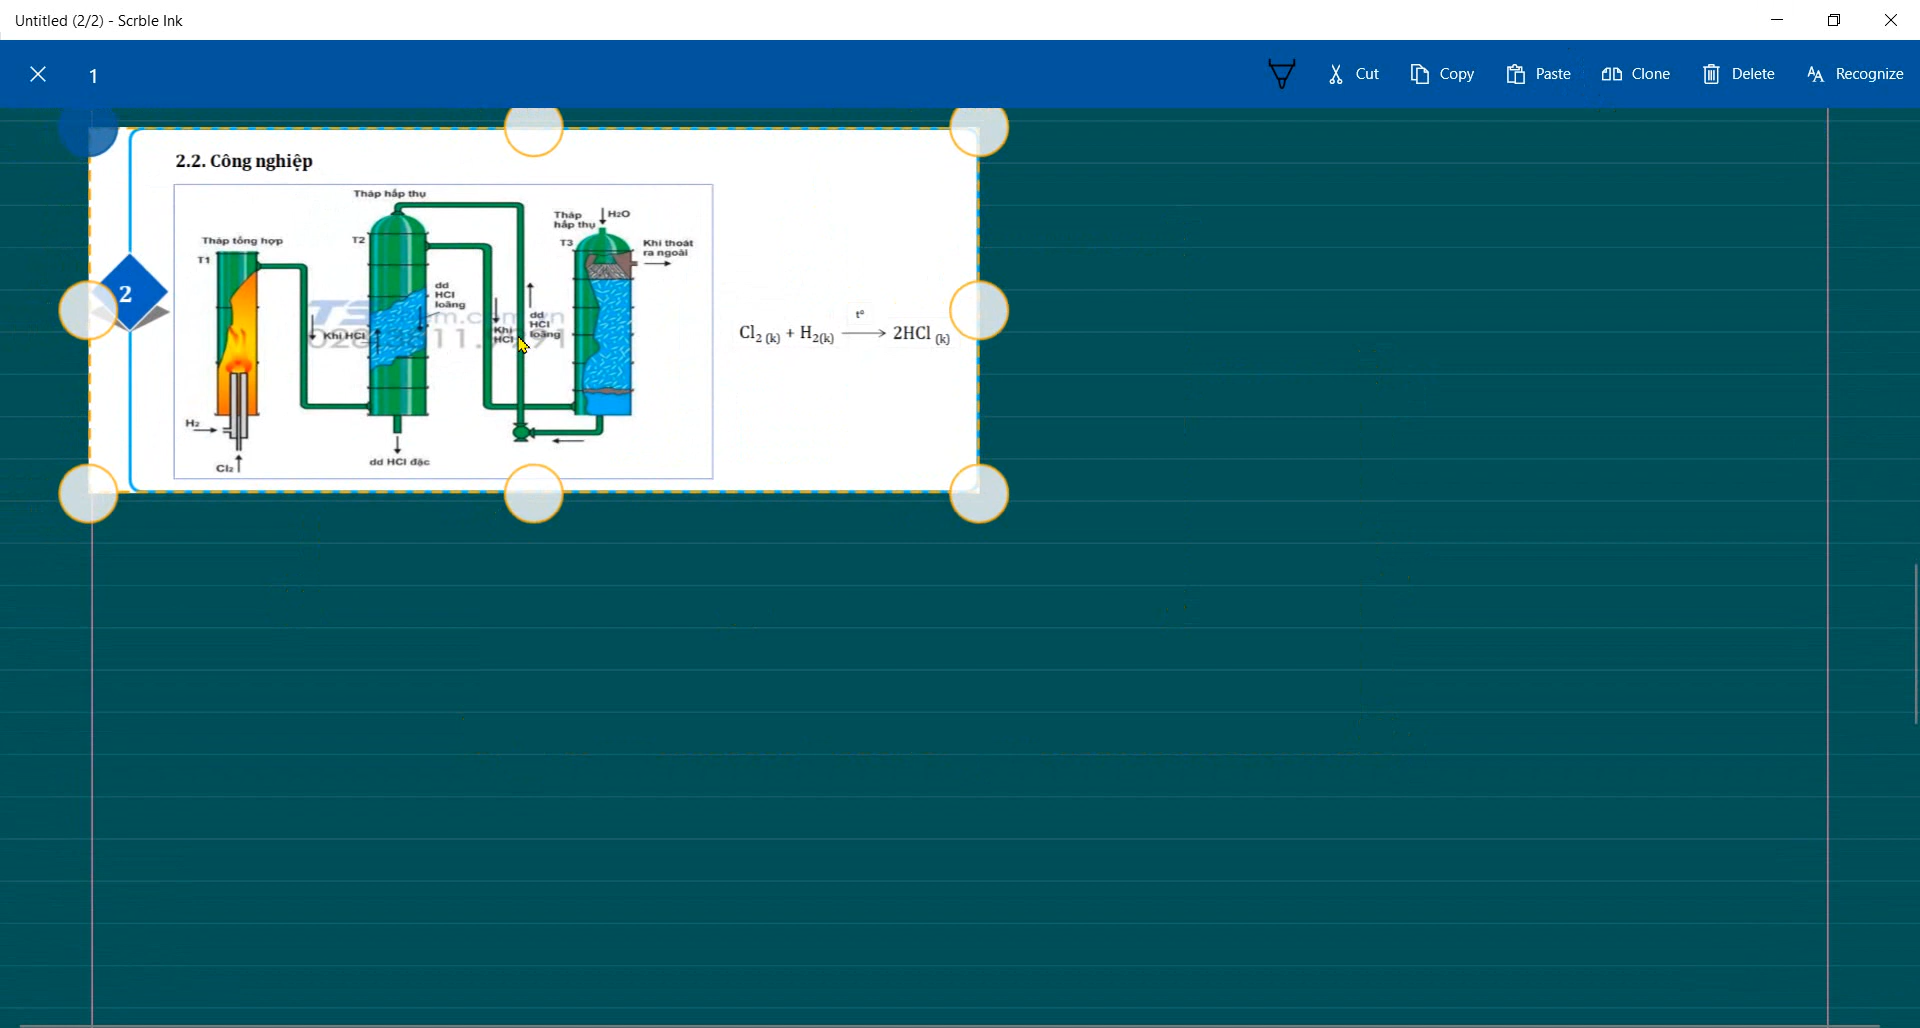 Untitled (2/2) - Scrble Ink
1
Cut
Copy
Paste
Clone
Delete
Recognize
2.2. Công nghiệp
2
Tháp hấp thụ
Tháp tổng hợp
T1
T2
Tháp
hấp thụ
H₂O
T3
Khí thoát
ra ngoài
dd
HCl
loãng
Khí HCl
Khí
HCl
dd
HCl
loãng
H₂
Cl₂
dd HCl đặc
t°
Cl₂ (k) + H₂(k) ⟶ 2HCl (k)